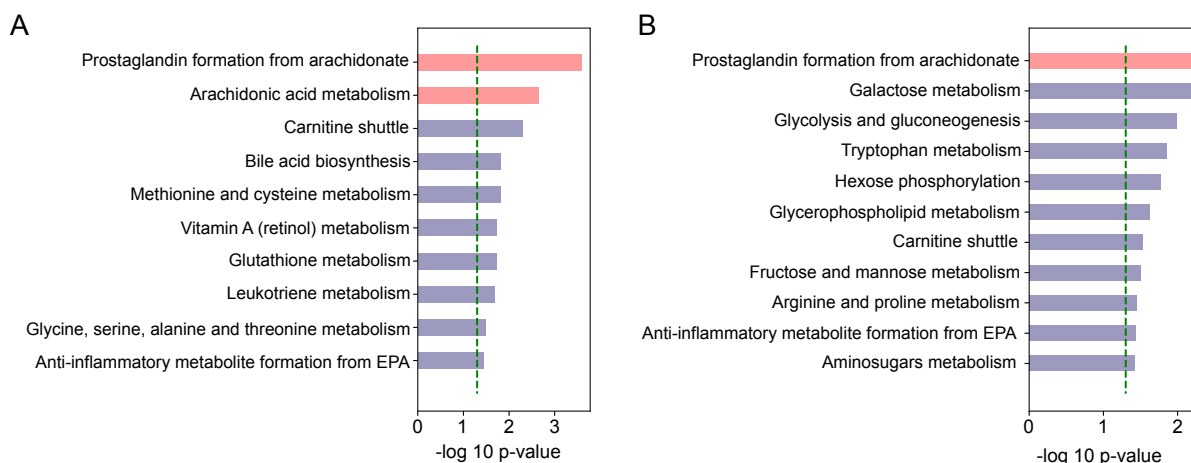 A
Prostaglandin formation from arachidonate
Arachidonic acid metabolism
Carnitine shuttle
Bile acid biosynthesis
Methionine and cysteine metabolism
Vitamin A (retinol) metabolism
Glutathione metabolism
Leukotriene metabolism
Glycine, serine, alanine and threonine metabolism
Anti-inflammatory metabolite formation from EPA
0 1 2 3
-log 10 p-value
B
Prostaglandin formation from arachidonate
Galactose metabolism
Glycolysis and gluconeogenesis
Tryptophan metabolism
Hexose phosphorylation
Glycerophospholipid metabolism
Carnitine shuttle
Fructose and mannose metabolism
Arginine and proline metabolism
Anti-inflammatory metabolite formation from EPA
Aminosugars metabolism
0 1 2
-log 10 p-value